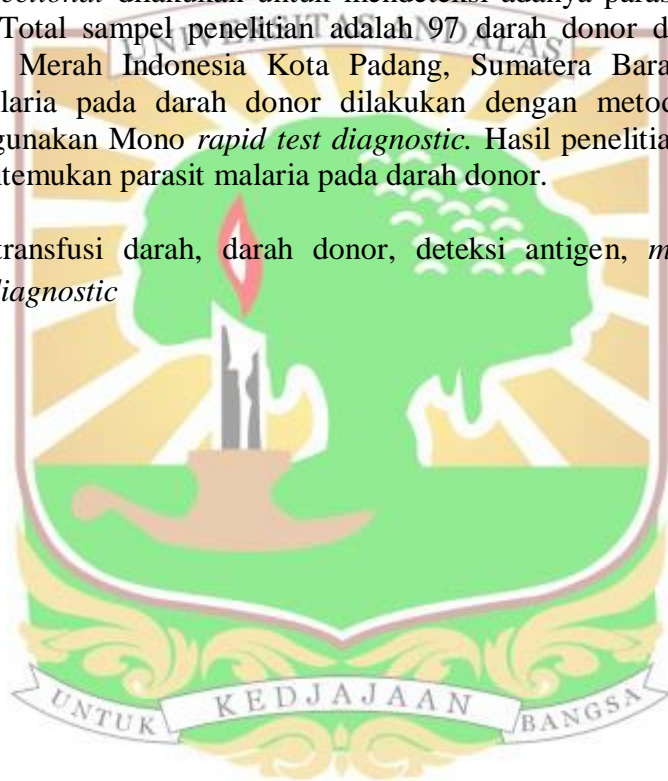 ectional dilakukan untuk mendeteksi adanya paras
Total sampel penelitian adalah 97 darah donor d
UNIVERSITAS ANDALAS
Merah Indonesia Kota Padang, Sumatera Bara
laria pada darah donor dilakukan dengan metod
gunakan Mono rapid test diagnostic. Hasil penelitia
itemukan parasit malaria pada darah donor.
transfusi darah, darah donor, deteksi antigen, m
diagnostic
UNTUK KEDJAJAAN BANGSA